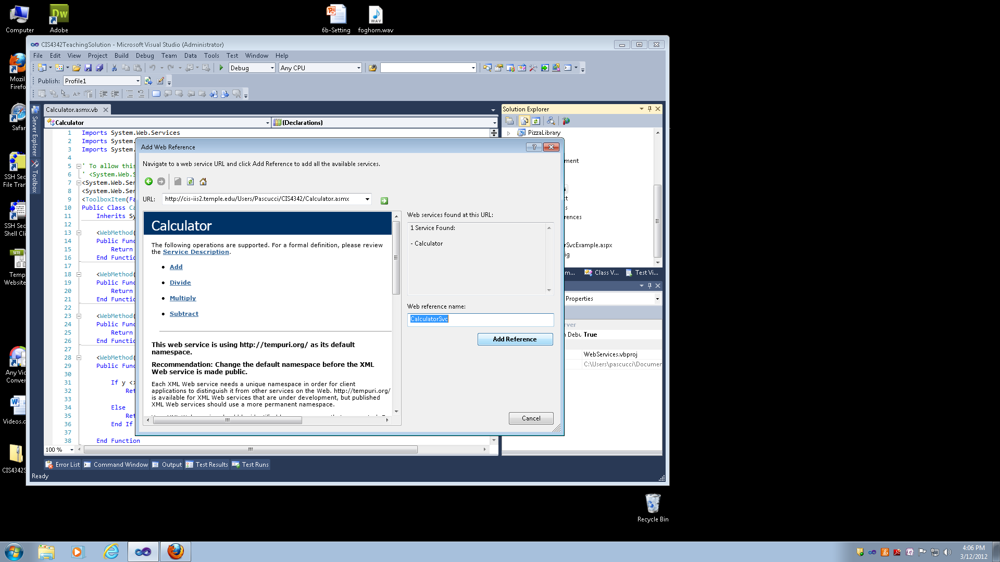 Computer
Adobe
6b-Setting
foghorn.wav
CIS4342TeachingSolution - Microsoft Visual Studio (Administrator)
File Edit View Project Build Debug Team Data Tools Test Window Help
Debug
Any CPU
Publish: Profile1
Calculator.asmx.vb
Solution Explorer
Calculator
(Declarations)
Server Explorer
Toolbox
1 Imports System.Web.Services
2 Imports System.
3 Imports System.
4
5 ' To allow this
6 ' <System.Web.S
7 <System.Web.Ser
8 <System.Web.Ser
9 <ToolboxItem(Fa
10 Public Class Ca
11 Inherits Sy
12
13 <WebMethod(
14 Public Func
15 Return
16 End Functio
17
18 <WebMethod(
19 Public Func
20 Return
21 End Functio
22
23 <WebMethod(
24 Public Func
25 Return
26 End Functio
27
28 <WebMethod(
29 Public Func
30
31 If y <>
32 Ret
33
34 Else
35 Ret
36 End If
37
38 End Function
100 %
PizzaLibrary
ment
s
ct
s
rences
rSvcExample.aspx
ig
m...
Class V...
Test Vi...
Properties
rver
n Debu True
WebServices.vbproj
C:\Users\pascucci\Documen
Add Web Reference
Navigate to a web service URL and click Add Reference to add all the available services.
URL: http://cis-iis2.temple.edu/Users/Pascucci/CIS4342/Calculator.asmx
Calculator
The following operations are supported. For a formal definition, please review
the Service Description.
Add
Divide
Multiply
Subtract
This web service is using http://tempuri.org/ as its default
namespace.
Recommendation: Change the default namespace before the XML
Web service is made public.
Each XML Web service needs a unique namespace in order for client
applications to distinguish it from other services on the Web. http://tempuri.org/
is available for XML Web services that are under development, but published
XML Web services should use a more permanent namespace.
Web services found at this URL:
1 Service Found:
- Calculator
Web reference name:
CalculatorSvc
Add Reference
Cancel
Error List
Command Window
Output
Test Results
Test Runs
Ready
Mozil
Firefo
Safar
SSH Sec
File Tran
SSH Sec
Shell Cli
SITE
Temp
Website
Any Vid
Conver
Videos.d
CIS4342S
Recycle Bin
4:06 PM
3/12/2012